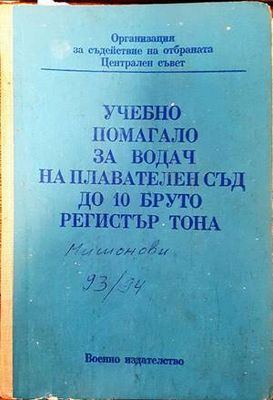 Организация
за съдействие на отбраната
Централен съвет
УЧЕБНО
ПОМАГАЛО
ЗА ВОДАЧ
НА ПЛАВАТЕЛЕН СЪД
ДО 10 БРУТО
РЕГИСТЪР ТОНА
93/94
Военно издателство